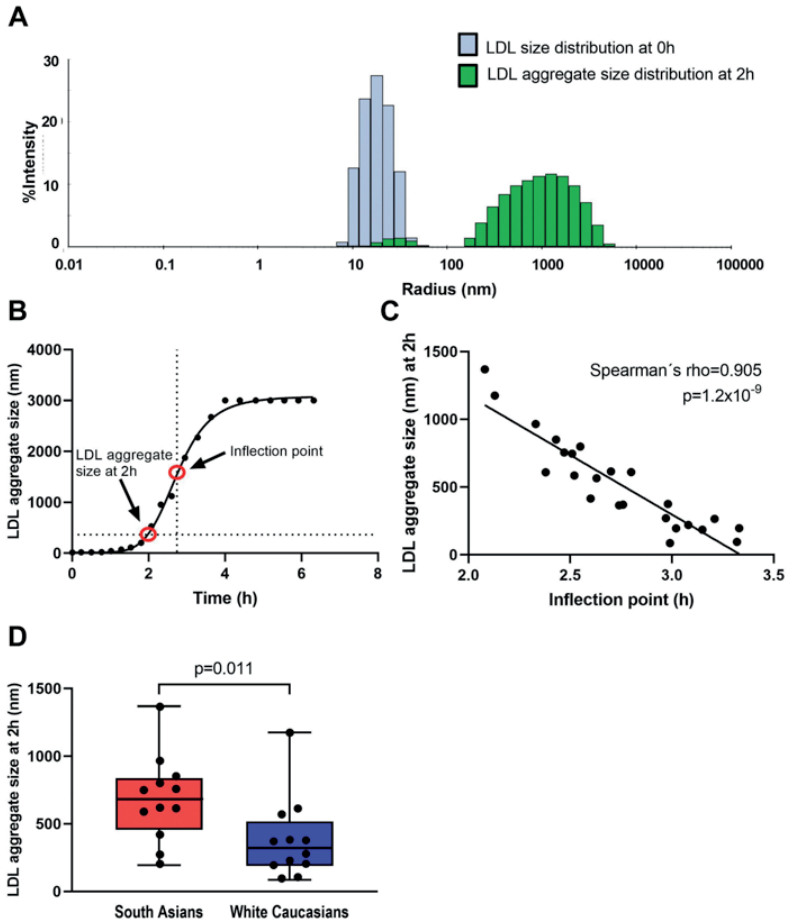 A
LDL size distribution at 0h
LDL aggregate size distribution at 2h
30
20
10
0
%Intensity
0.01 0.1 1 10 100 1000 10000 100000
Radius (nm)
B
4000
3000
2000
1000
0
LDL aggregate size (nm)
LDL aggregate
size at 2h
Inflection point
0 2 4 6 8
Time (h)
C
1500
1000
500
0
LDL aggregate size (nm) at 2h
Spearman´s rho=0.905
p=1.2x10-9
2.0 2.5 3.0 3.5
Inflection point (h)
D
p=0.011
1500
1000
500
0
LDL aggregate size at 2h (nm)
South Asians White Caucasians